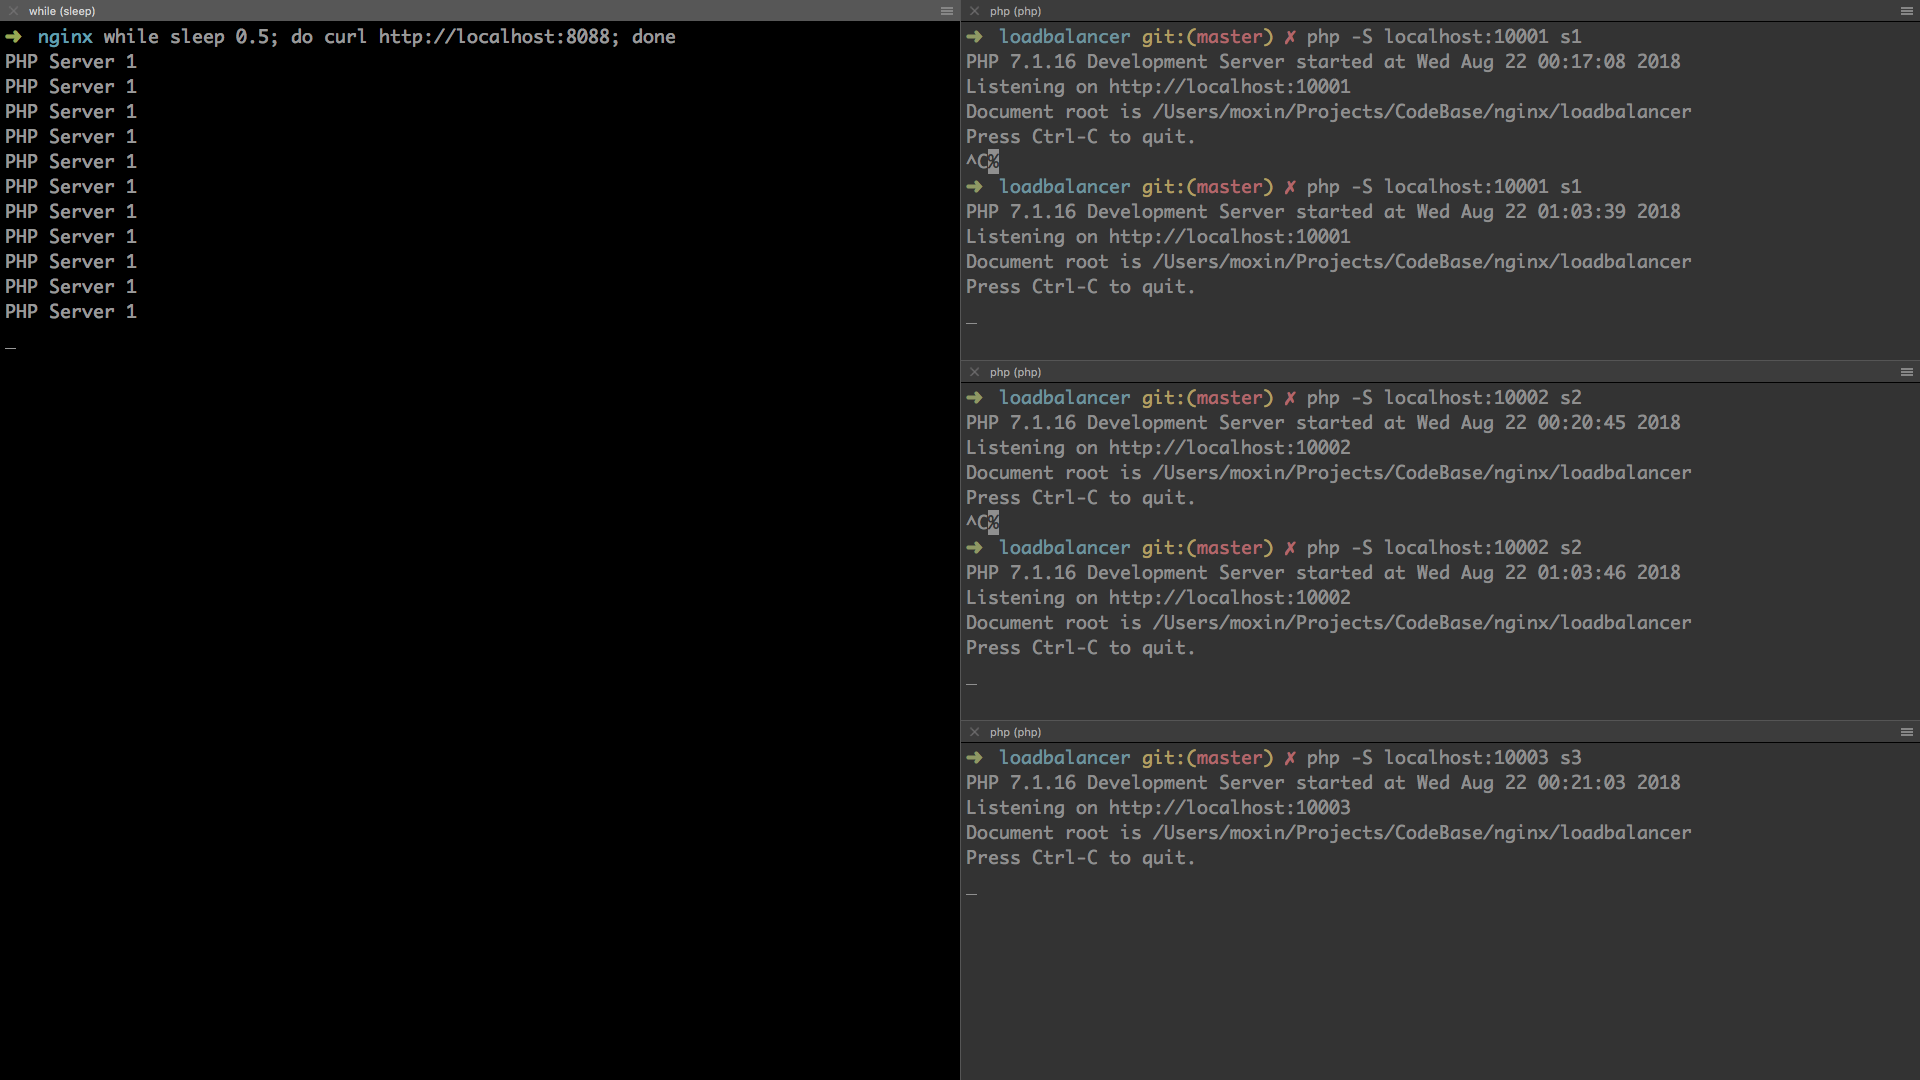 while (sleep)
➜ nginx while sleep 0.5; do curl http://localhost:8088; done
PHP Server 1
PHP Server 1
PHP Server 1
PHP Server 1
PHP Server 1
PHP Server 1
PHP Server 1
PHP Server 1
PHP Server 1
PHP Server 1
PHP Server 1
php (php)
➜ loadbalancer git:(master) ✗ php -S localhost:10001 s1
PHP 7.1.16 Development Server started at Wed Aug 22 00:17:08 2018
Listening on http://localhost:10001
Document root is /Users/moxin/Projects/CodeBase/nginx/loadbalancer
Press Ctrl-C to quit.
^C%
➜ loadbalancer git:(master) ✗ php -S localhost:10001 s1
PHP 7.1.16 Development Server started at Wed Aug 22 01:03:39 2018
Listening on http://localhost:10001
Document root is /Users/moxin/Projects/CodeBase/nginx/loadbalancer
Press Ctrl-C to quit.
php (php)
➜ loadbalancer git:(master) ✗ php -S localhost:10002 s2
PHP 7.1.16 Development Server started at Wed Aug 22 00:20:45 2018
Listening on http://localhost:10002
Document root is /Users/moxin/Projects/CodeBase/nginx/loadbalancer
Press Ctrl-C to quit.
^C%
➜ loadbalancer git:(master) ✗ php -S localhost:10002 s2
PHP 7.1.16 Development Server started at Wed Aug 22 01:03:46 2018
Listening on http://localhost:10002
Document root is /Users/moxin/Projects/CodeBase/nginx/loadbalancer
Press Ctrl-C to quit.
php (php)
➜ loadbalancer git:(master) ✗ php -S localhost:10003 s3
PHP 7.1.16 Development Server started at Wed Aug 22 00:21:03 2018
Listening on http://localhost:10003
Document root is /Users/moxin/Projects/CodeBase/nginx/loadbalancer
Press Ctrl-C to quit.